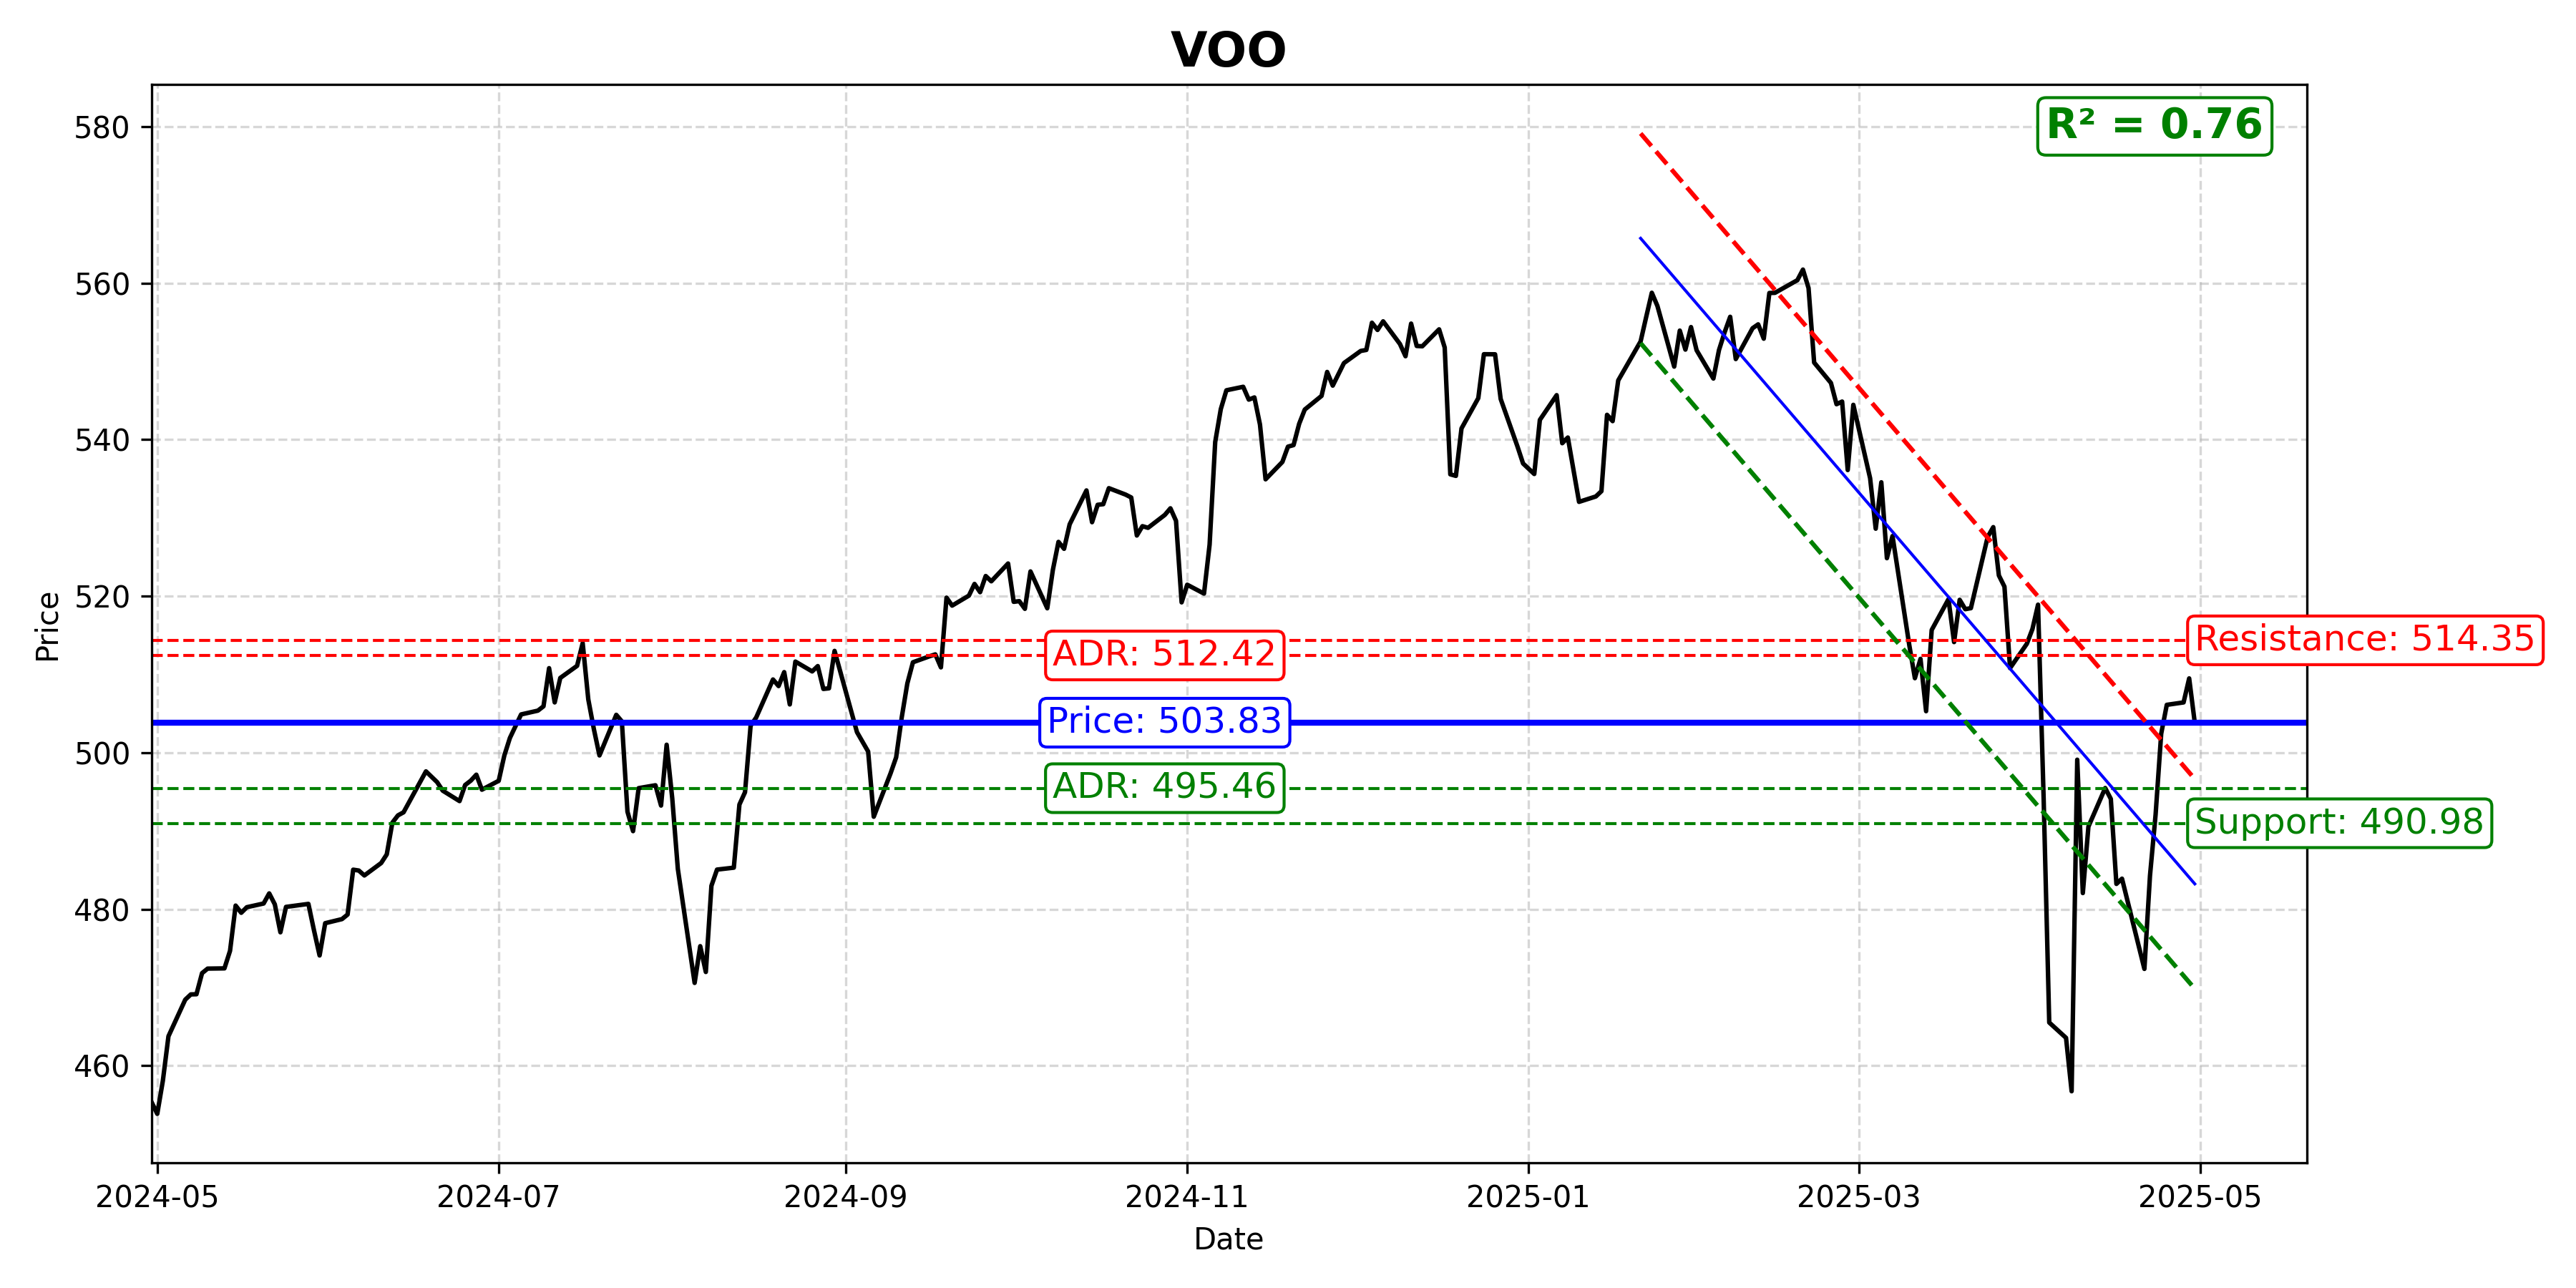 VOO
R² = 0.76
580
560
540
520
500
480
460
Price
Resistance: 514.35
ADR: 512.42
Price: 503.83
ADR: 495.46
Support: 490.98
2024-05
2024-07
2024-09
2024-11
2025-01
2025-03
2025-05
Date